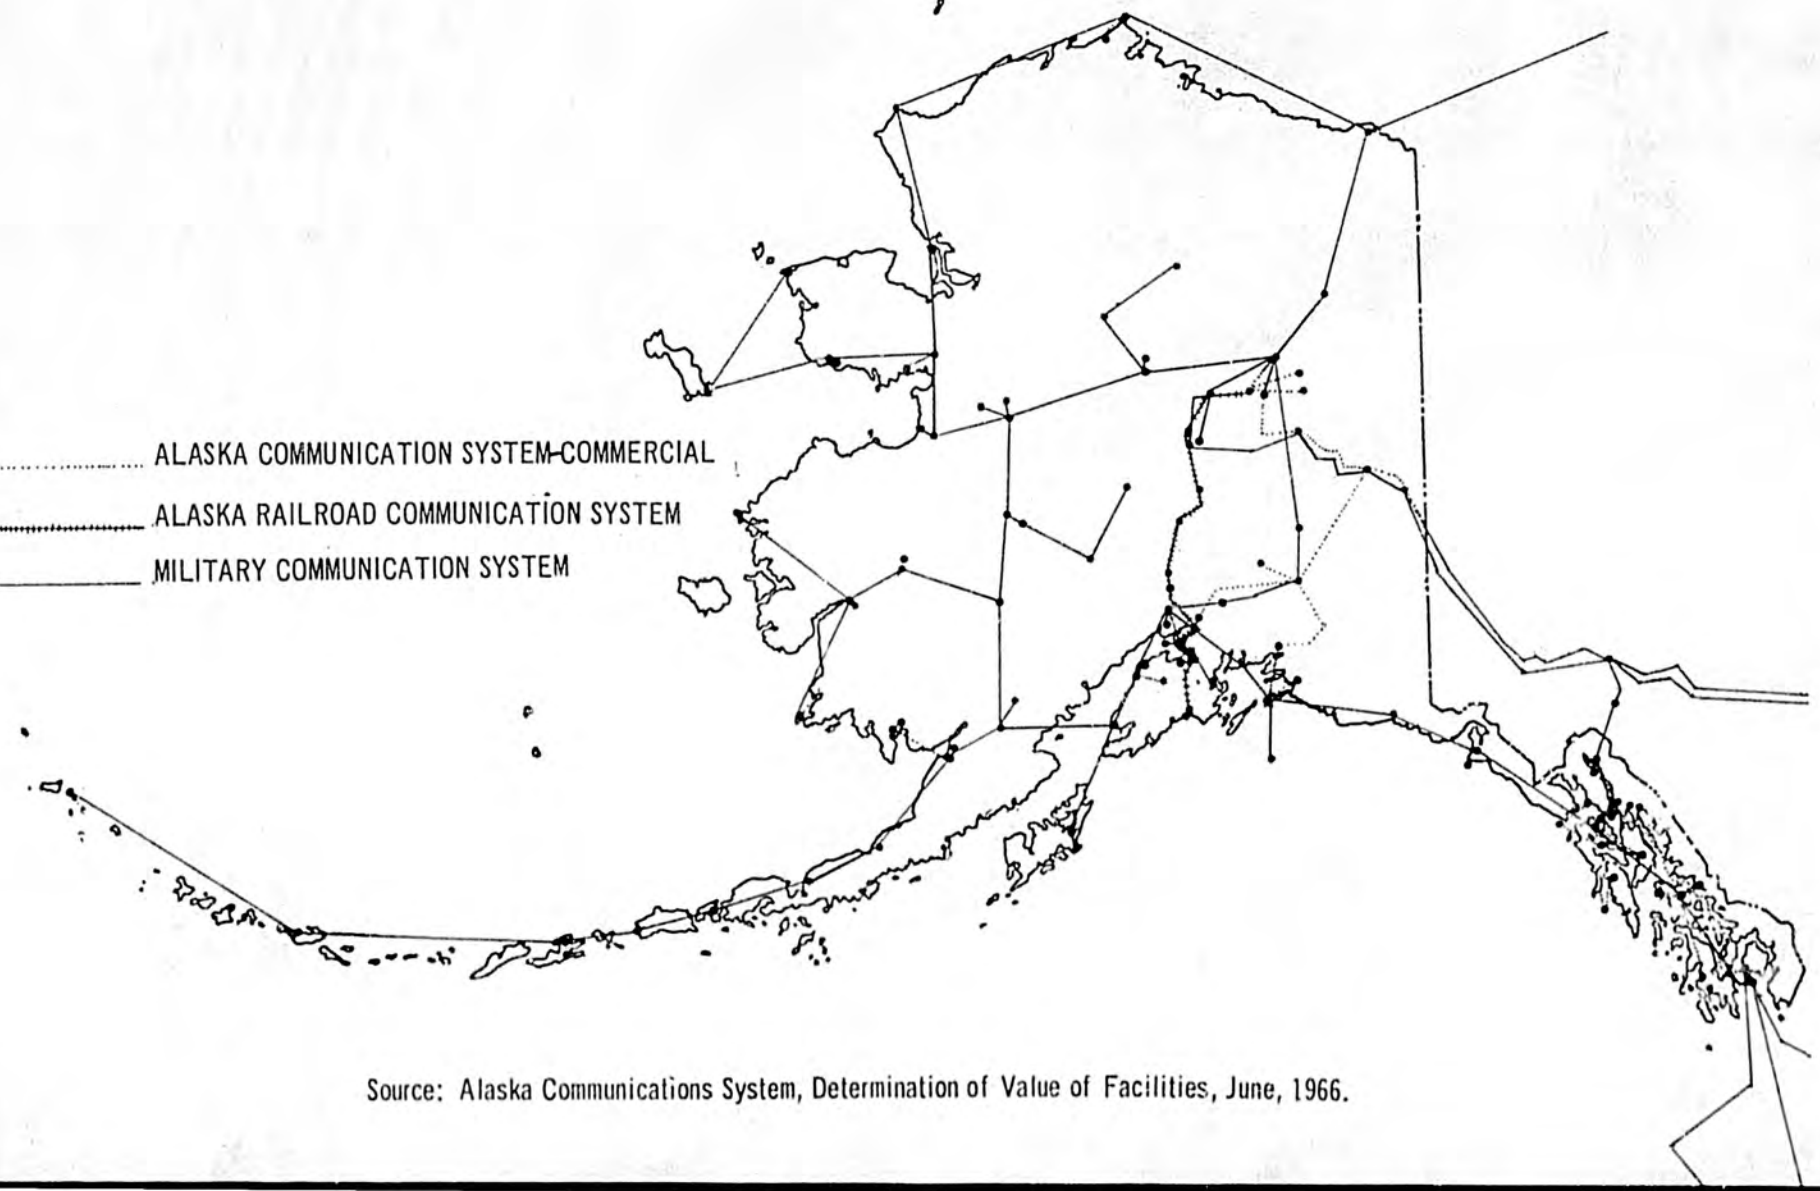 ALASKA COMMUNICATION SYSTEM-COMMERCIAL
ALASKA RAILROAD COMMUNICATION SYSTEM
MILITARY COMMUNICATION SYSTEM
Source: Alaska Communications System, Determination of Value of Facilities, June, 1966.